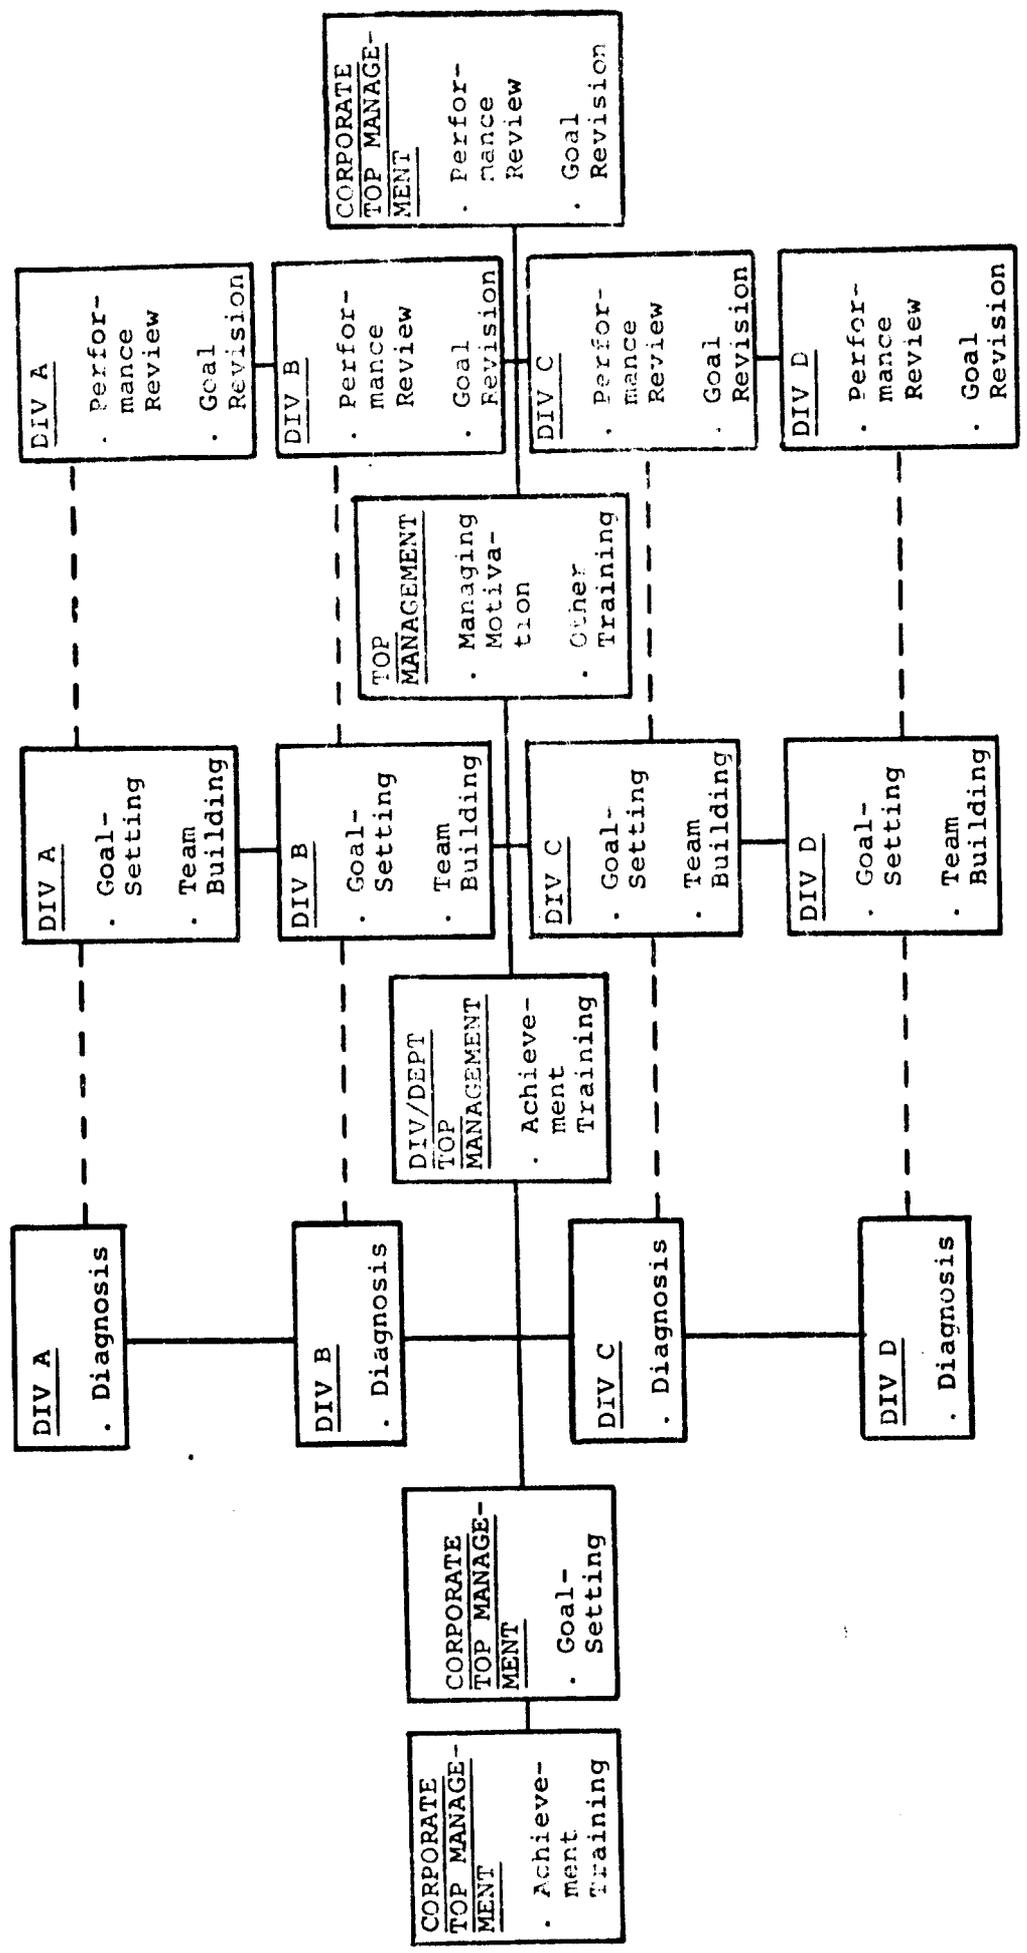 CORPORATE
TOP MANAGE-
MENT
. Achieve-
ment
Training
CORPORATE
TOP MANAGE-
MENT
. Goal-
Setting
DIV A
. Diagnosis
DIV B
. Diagnosis
DIV C
. Diagnosis
DIV D
. Diagnosis
DIV/DEPT
TOP
MANAGEMENT
. Achieve-
ment
Training
DIV A
. Goal-
Setting
. Team
Building
DIV B
. Goal-
Setting
. Team
Building
DIV C
. Goal-
Setting
. Team
Building
DIV D
. Goal-
Setting
. Team
Building
TOP
MANAGEMENT
. Managing
Motiva-
tion
. Other
Training
DIV A
. Perfor-
mance
Review
. Goal
Revision
DIV B
. Perfor-
mance
Review
. Goal
Revision
DIV C
. Perfor-
mance
Review
. Goal
Revision
DIV D
. Perfor-
mance
Review
. Goal
Revision
CORPORATE
TOP MANAGE-
MENT
. Perfor-
mance
Review
. Goal
Revision